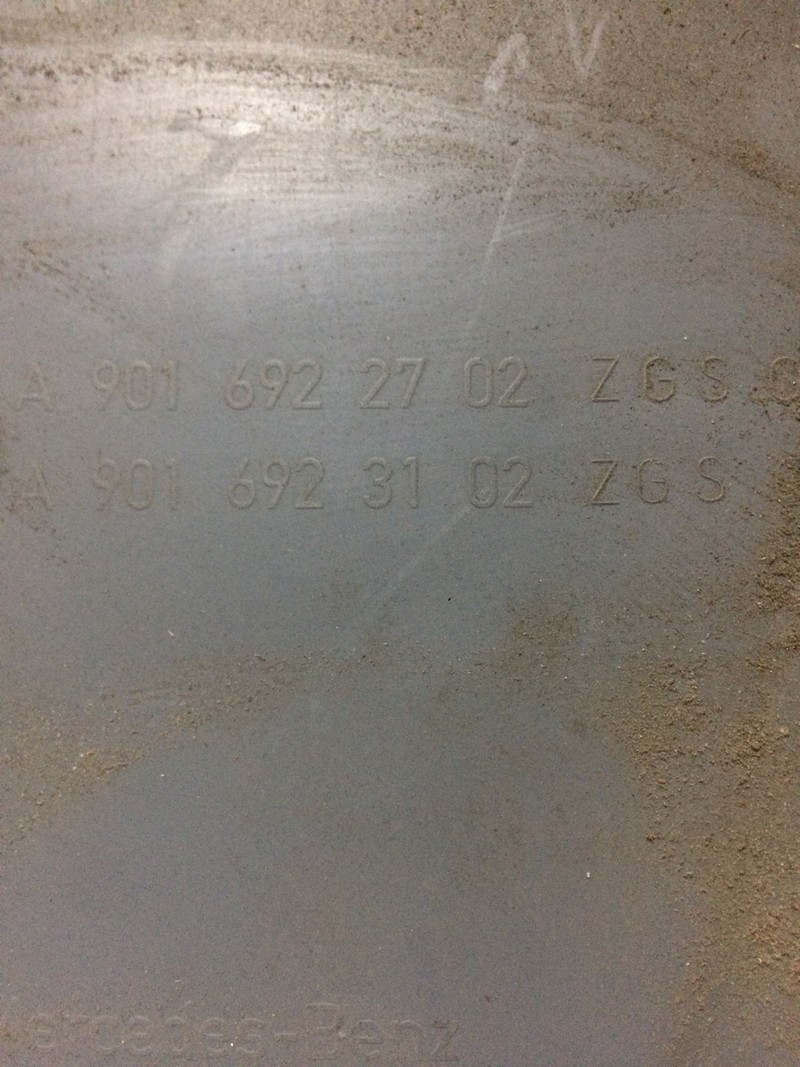 A 901 692 27 02 ZGS
A 901 692 31 02 ZGS
Mercedes-Benz